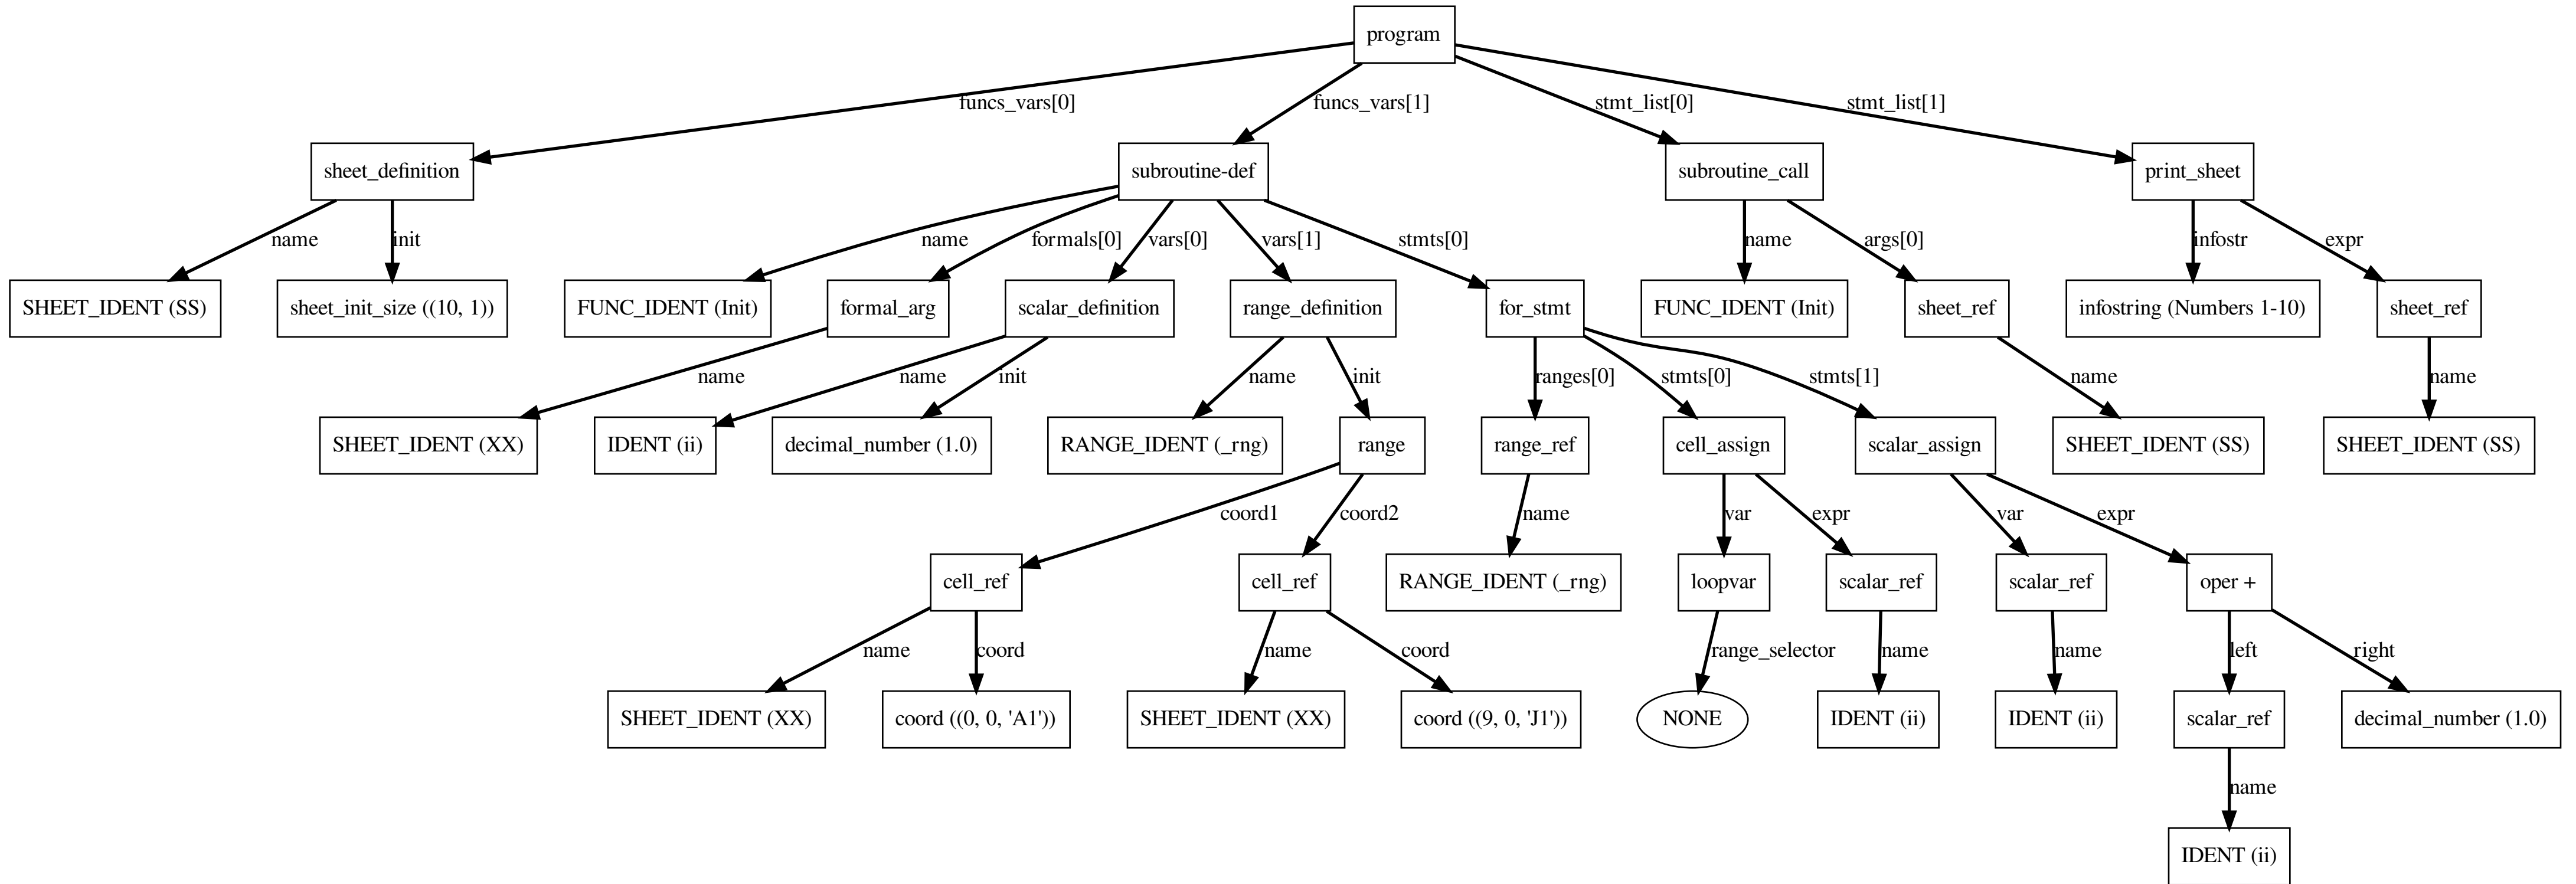 program
funcs_vars[0] funcs_vars[1] stmt_list[0] stmt_list[1]
sheet_definition subroutine-def subroutine_call print_sheet
name init name formals[0] vars[0] vars[1] stmts[0] name args[0] infostr expr
SHEET_IDENT (SS) sheet_init_size ((10, 1)) FUNC_IDENT (Init) formal_arg scalar_definition range_definition for_stmt FUNC_IDENT (Init) sheet_ref infostring (Numbers 1-10) sheet_ref
name name init name init ranges[0] stmts[0] stmts[1] name name
SHEET_IDENT (XX) IDENT (ii) decimal_number (1.0) RANGE_IDENT (_rng) range range_ref cell_assign scalar_assign SHEET_IDENT (SS) SHEET_IDENT (SS)
coord1 coord2 name var expr var expr
cell_ref cell_ref RANGE_IDENT (_rng) loopvar scalar_ref scalar_ref oper +
name coord name coord range_selector name name left right
SHEET_IDENT (XX) coord ((0, 0, 'A1')) SHEET_IDENT (XX) coord ((9, 0, 'J1')) NONE IDENT (ii) IDENT (ii) scalar_ref decimal_number (1.0)
name
IDENT (ii)